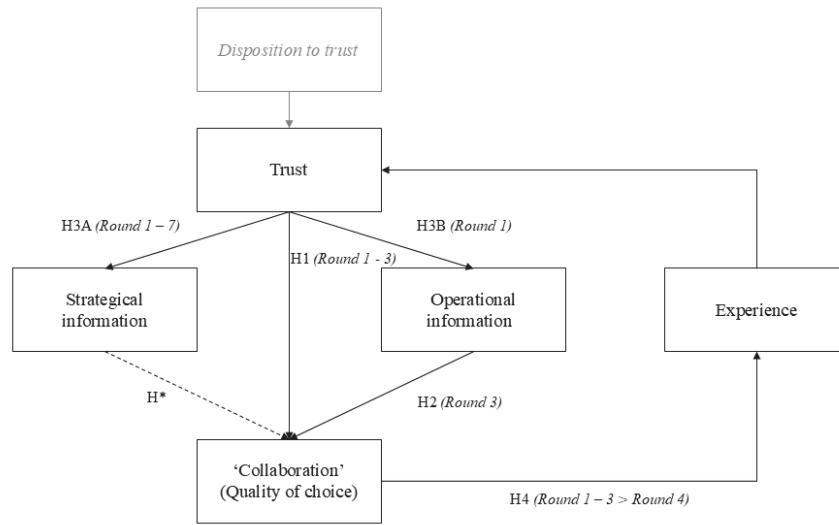 Disposition to trust
Trust
H3A (Round 1 – 7)
H3B (Round 1)
H1 (Round 1 - 3)
Strategical
information
Operational
information
Experience
H*
H2 (Round 3)
‘Collaboration’
(Quality of choice)
H4 (Round 1 – 3 > Round 4)